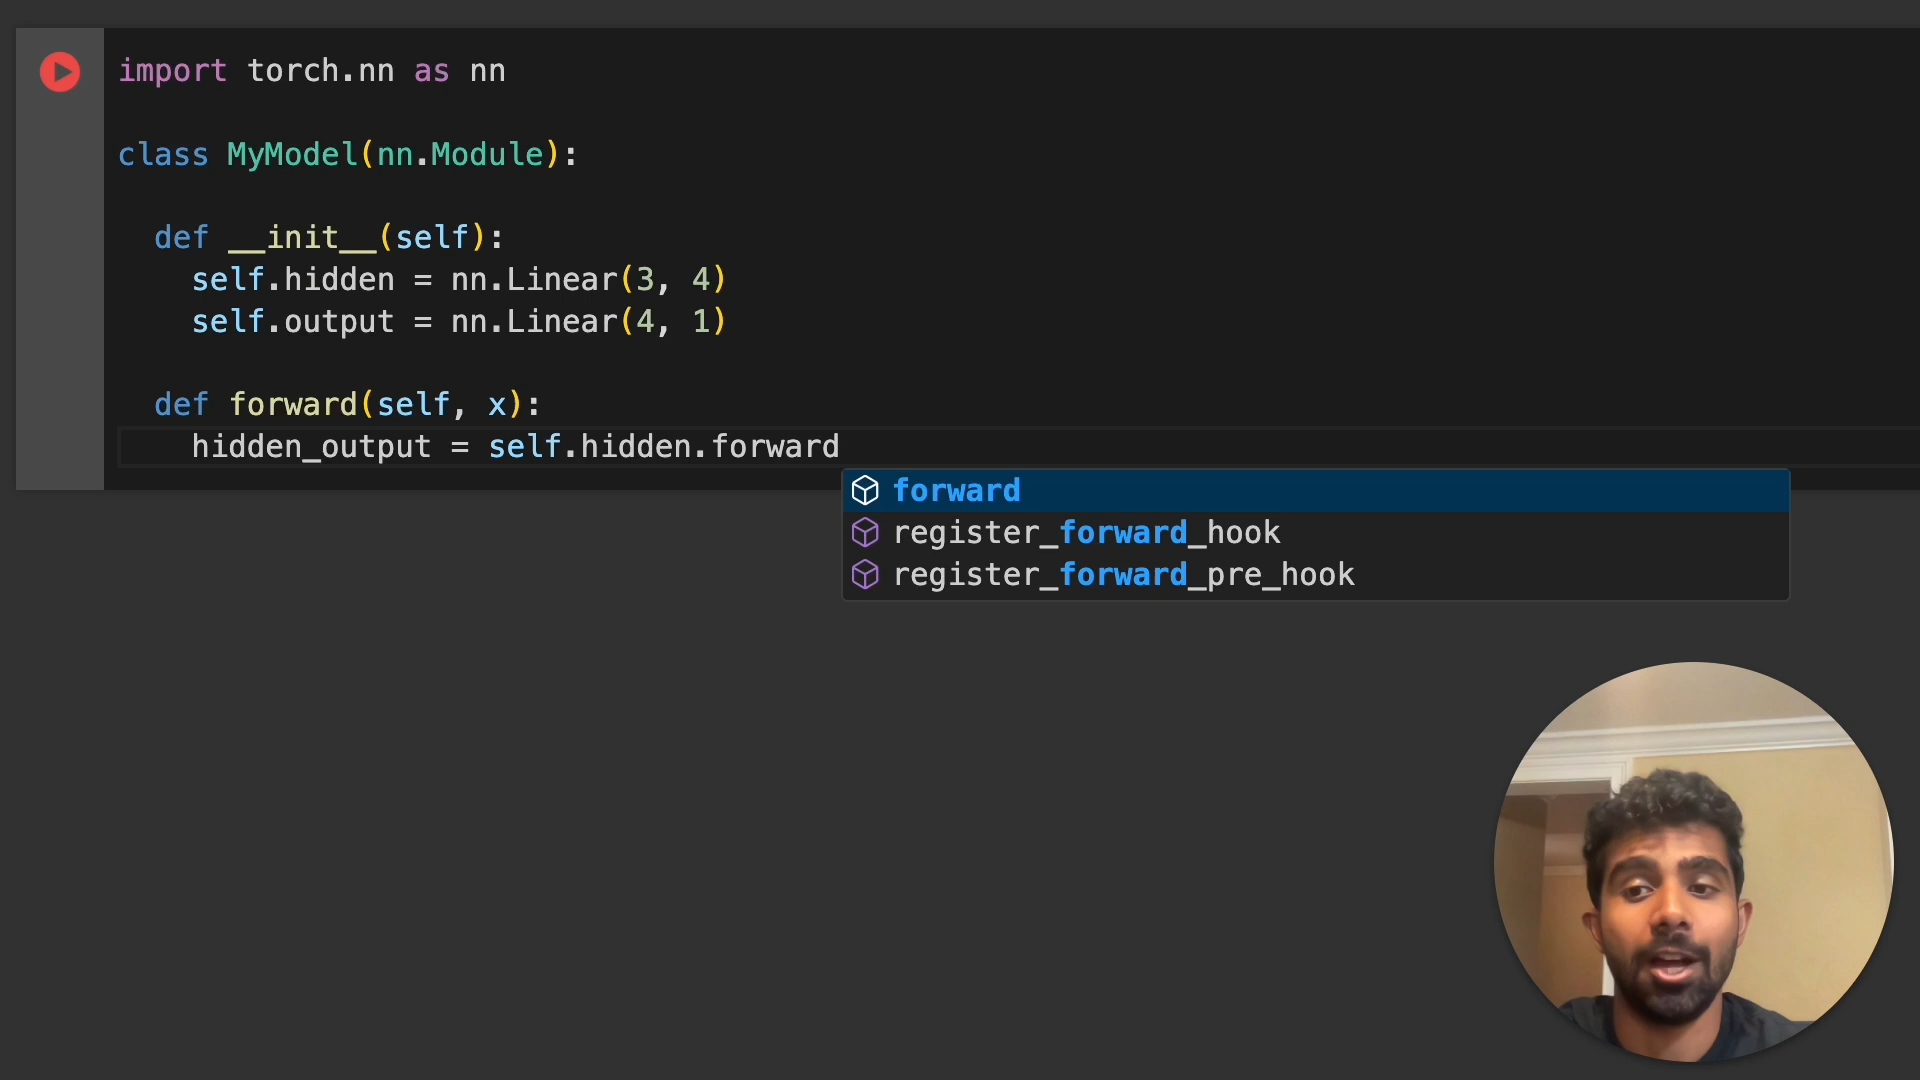 import torch.nn as nn
class MyModel(nn.Module):
def __init__(self):
self.hidden = nn.Linear(3, 4)
self.output = nn.Linear(4, 1)
def forward(self, x):
hidden_output = self.hidden.forward
forward
register_forward_hook
register_forward_pre_hook